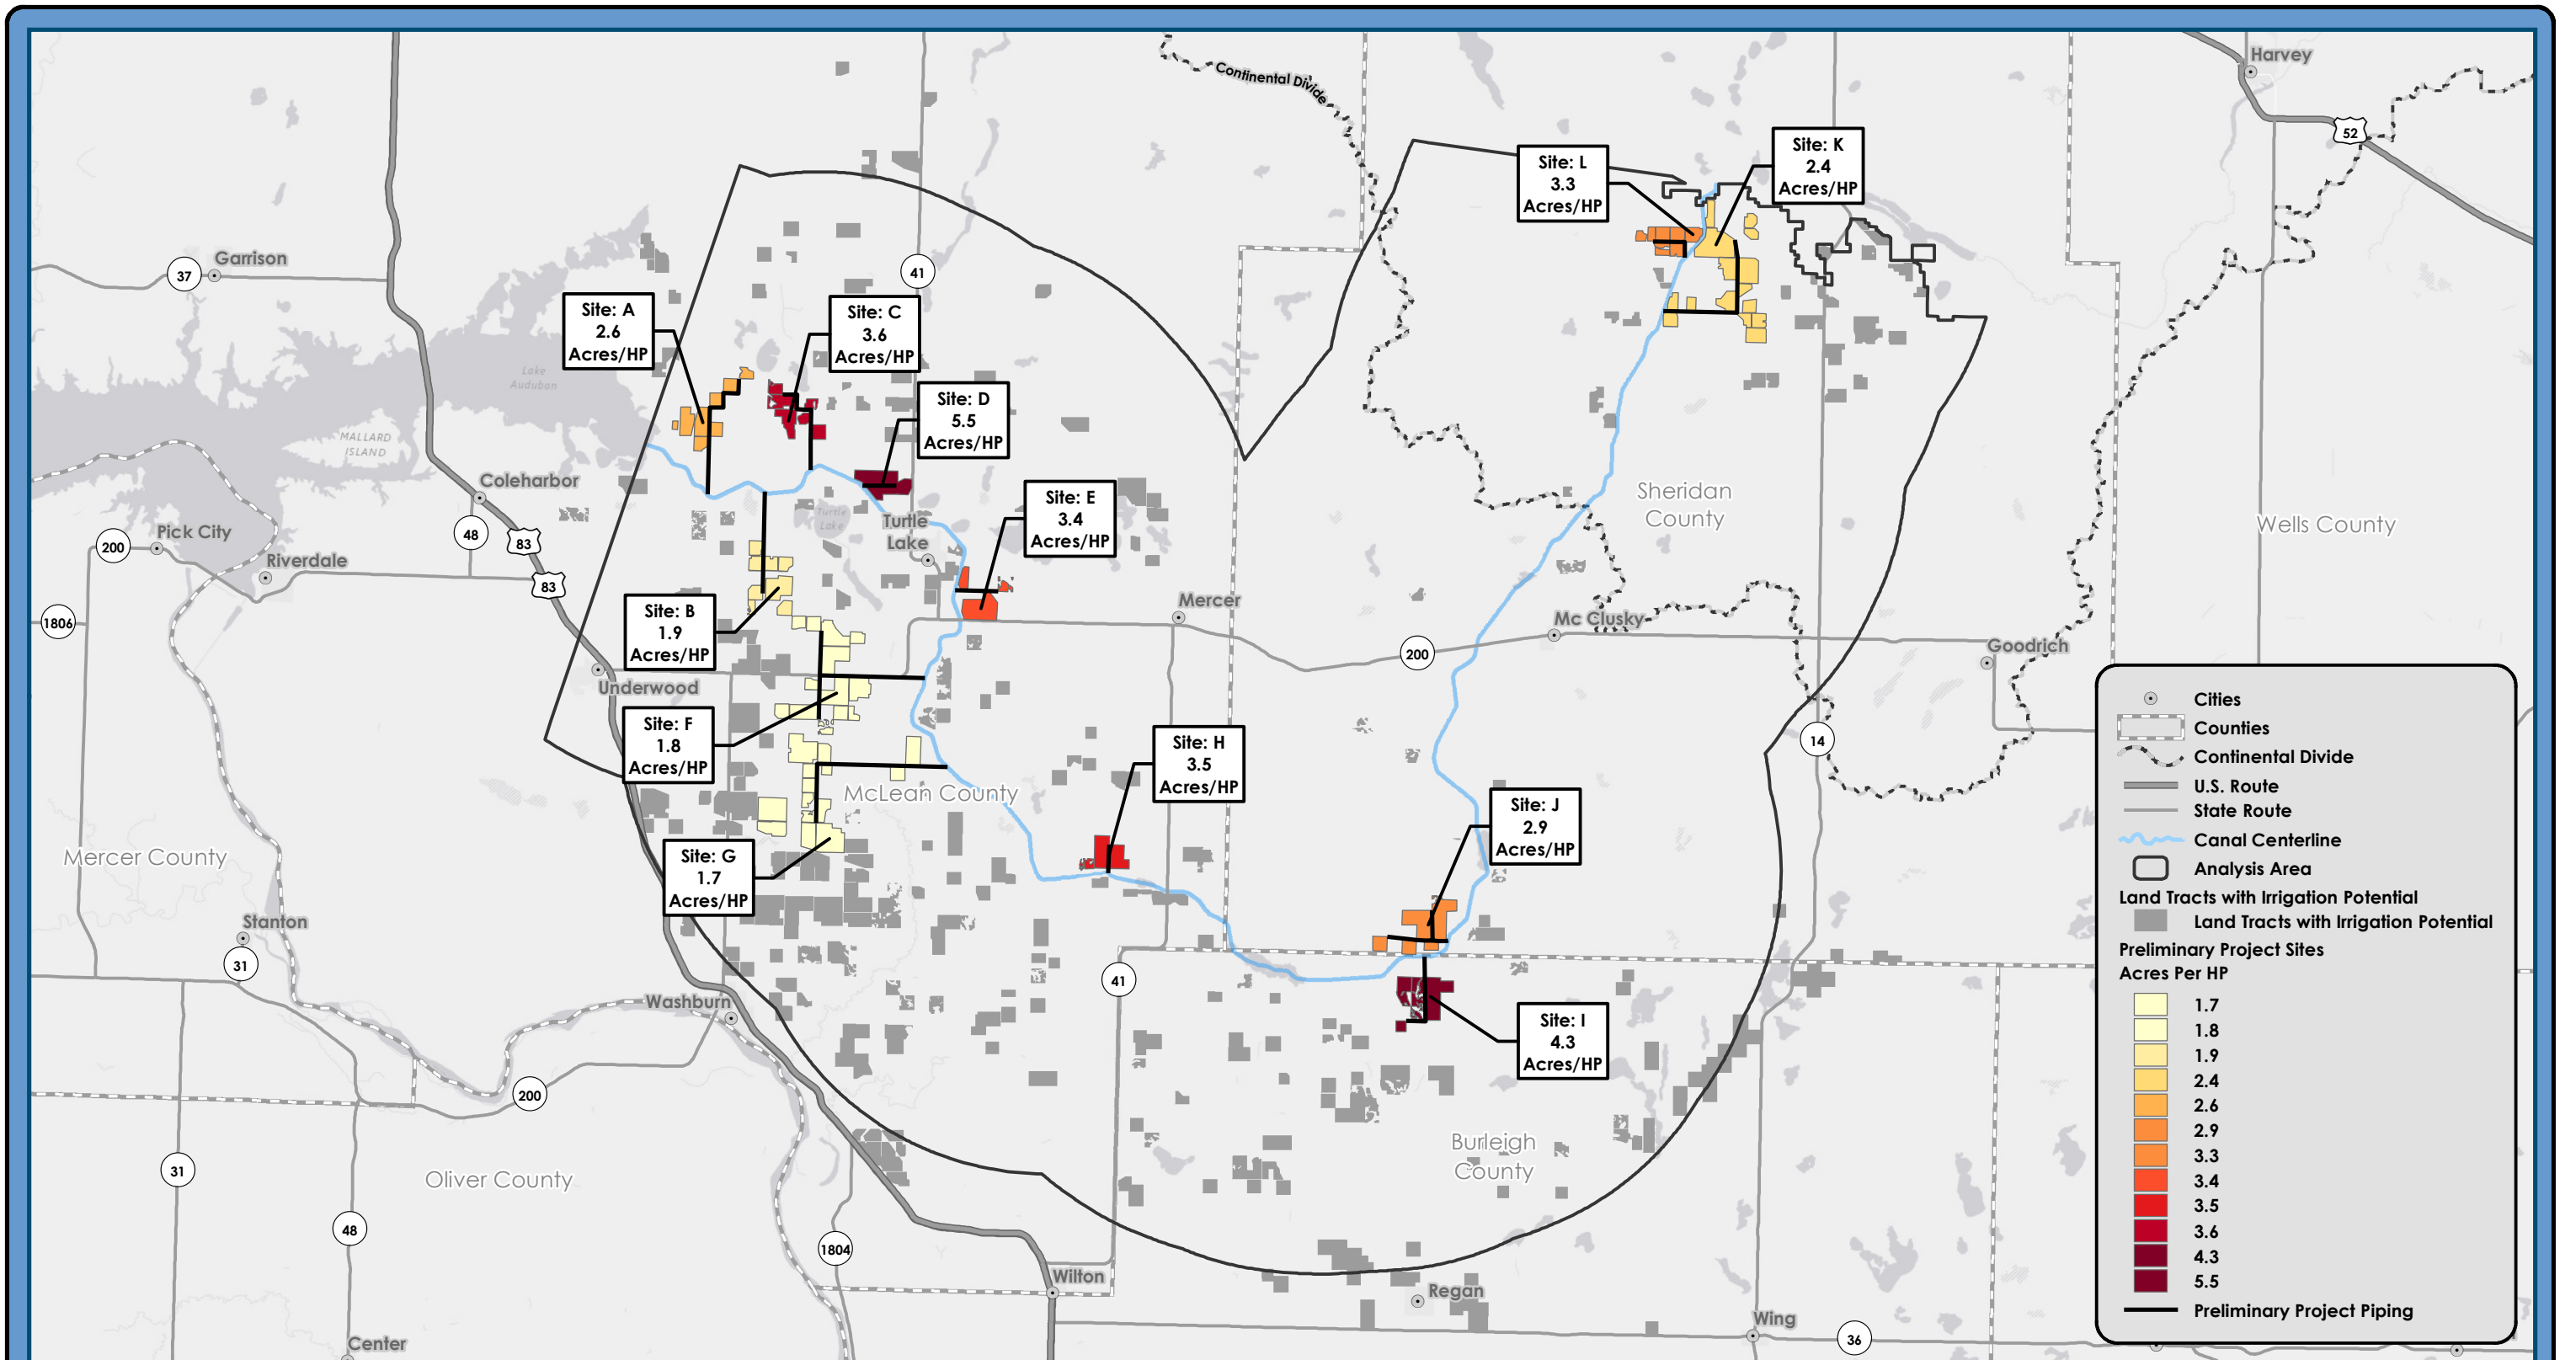 Harvey
Continental Divide
52
Site: K
2.4
Acres/HP
Site: L
3.3
Acres/HP
Garrison
37
41
Site: A
2.6
Acres/HP
Site: C
3.6
Acres/HP
Lake
Audubon
Site: D
5.5
Acres/HP
MALLARD
ISLAND
Coleharbor
Site: E
3.4
Acres/HP
Sheridan
County
Wells County
Turtle
Lake
Turtle
Lake
Pick City
200
48
83
Riverdale
83
Mercer
1806
Site: B
1.9
Acres/HP
Mc Clusky
200
Goodrich
Underwood
Site: F
1.8
Acres/HP
Site: H
3.5
Acres/HP
14
McLean County
Site: J
2.9
Acres/HP
Mercer County
Site: G
1.7
Acres/HP
Stanton
31
41
Washburn
Site: I
4.3
Acres/HP
200
Burleigh
County
31
Oliver County
48
1804
Wilton
Regan
Wing
36
Center
Cities
Counties
Continental Divide
U.S. Route
State Route
Canal Centerline
Analysis Area
Land Tracts with Irrigation Potential
Land Tracts with Irrigation Potential
Preliminary Project Sites
Acres Per HP
1.7
1.8
1.9
2.4
2.6
2.9
3.3
3.4
3.5
3.6
4.3
5.5
Preliminary Project Piping